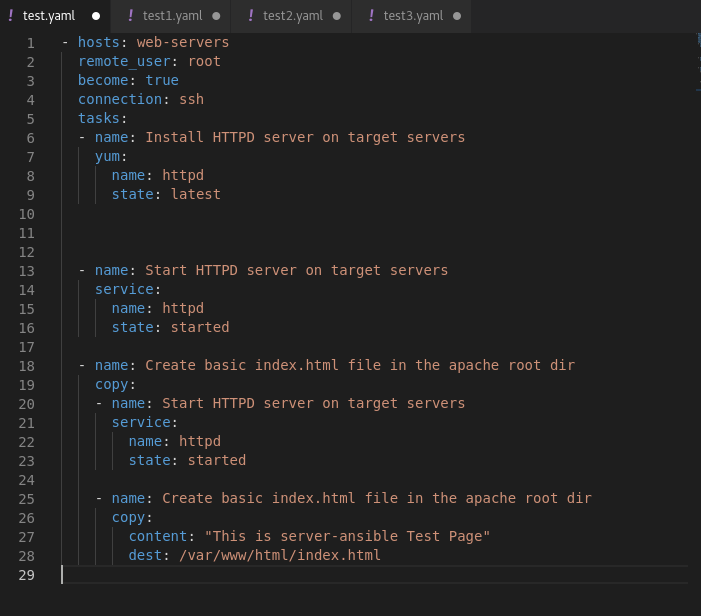 ! test.yaml ● ! test1.yaml ● ! test2.yaml ● ! test3.yaml ●
1 - hosts: web-servers
2   remote_user: root
3   become: true
4   connection: ssh
5   tasks:
6   - name: Install HTTPD server on target servers
7     yum:
8       name: httpd
9       state: latest
10
11
12
13   - name: Start HTTPD server on target servers
14     service:
15       name: httpd
16       state: started
17
18   - name: Create basic index.html file in the apache root dir
19     copy:
20     - name: Start HTTPD server on target servers
21       service:
22         name: httpd
23         state: started
24
25     - name: Create basic index.html file in the apache root dir
26       copy:
27         content: "This is server-ansible Test Page"
28         dest: /var/www/html/index.html
29